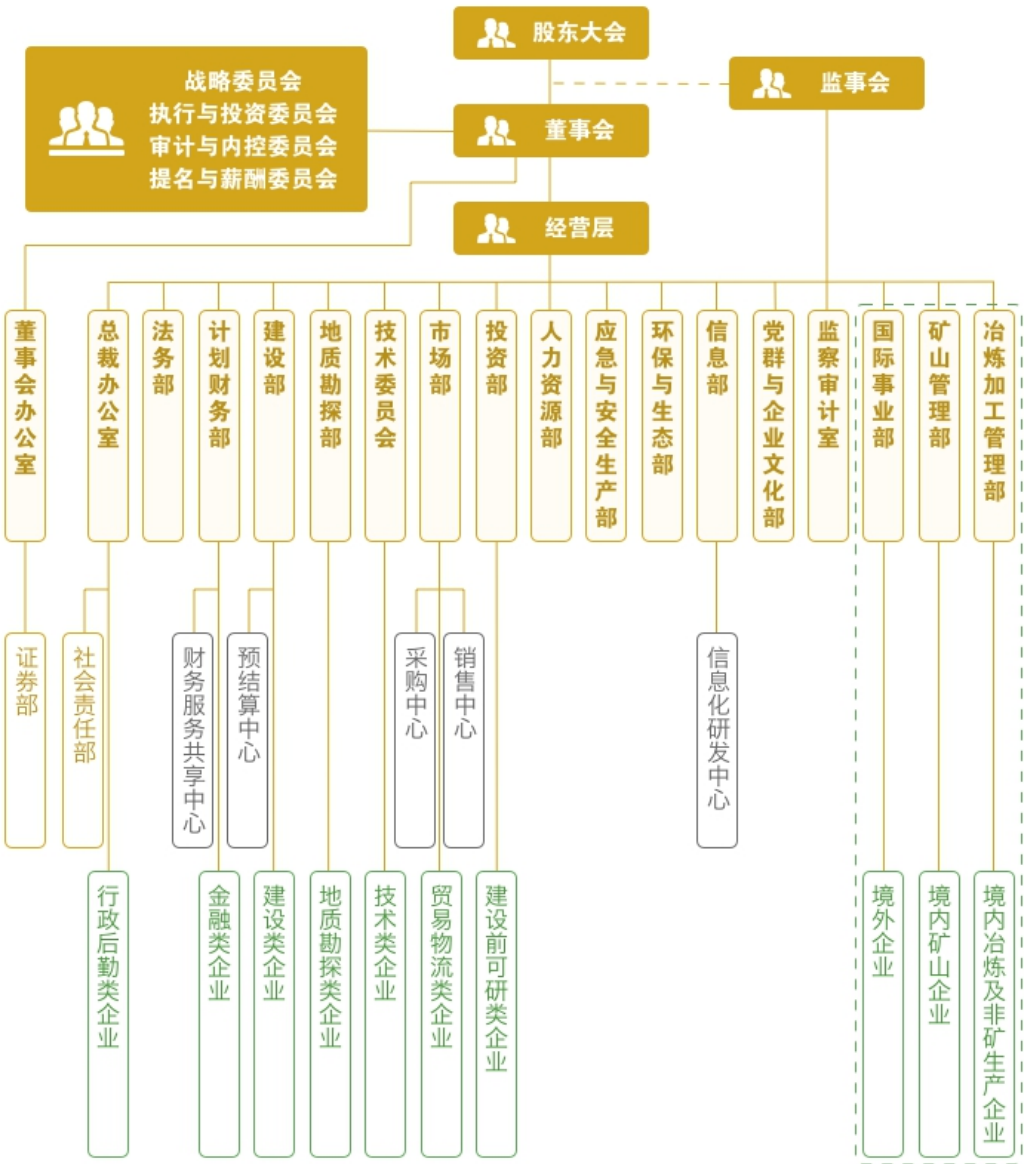 股东大会
战略委员会
执行与投资委员会
审计与内控委员会
提名与薪酬委员会
监事会
董事会
经营层
董事会办公室
总裁办公室
法务部
计划财务部
建设部
地质勘探部
技术委员会
市场部
投资部
人力资源部
应急与安全生产部
环保与生态部
信息部
党群与企业文化部
监察审计室
国际事业部
矿山管理部
冶炼加工管理部
证券部
社会责任部
财务服务共享中心
预结算中心
采购中心
销售中心
信息化研发中心
行政后勤类企业
金融类企业
建设类企业
地质勘探类企业
技术类企业
贸易物流类企业
建设前可研类企业
境外企业
境内矿山企业
境内冶炼及非矿生产企业